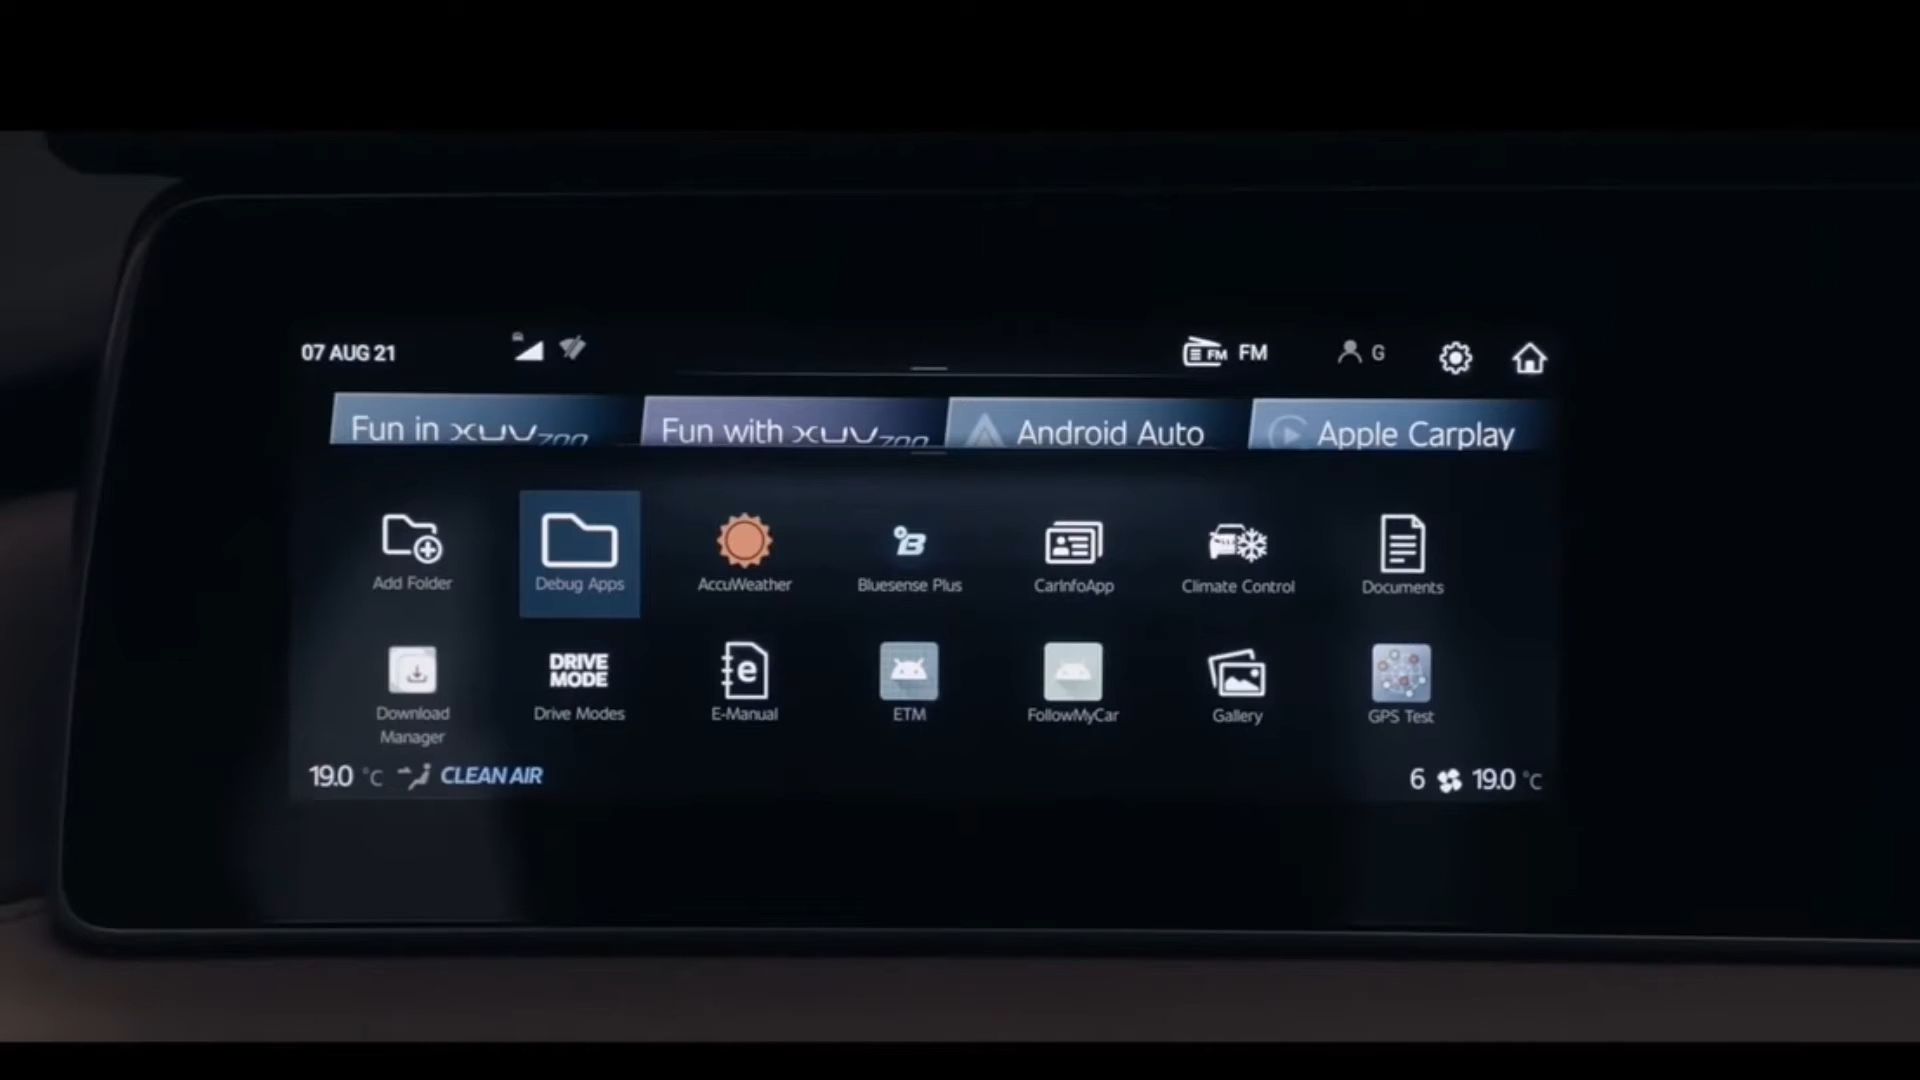 07 AUG 21
FM FM
G
Fun in XUV700
Fun with XUV700
Android Auto
Apple Carplay
Add Folder
Debug Apps
AccuWeather
Bluesense Plus
CarInfoApp
Climate Control
Documents
Download
Manager
DRIVE
MODE
Drive Modes
e
E-Manual
ETM
FollowMyCar
Gallery
GPS Test
19.0 °C
CLEAN AIR
6
19.0 °C